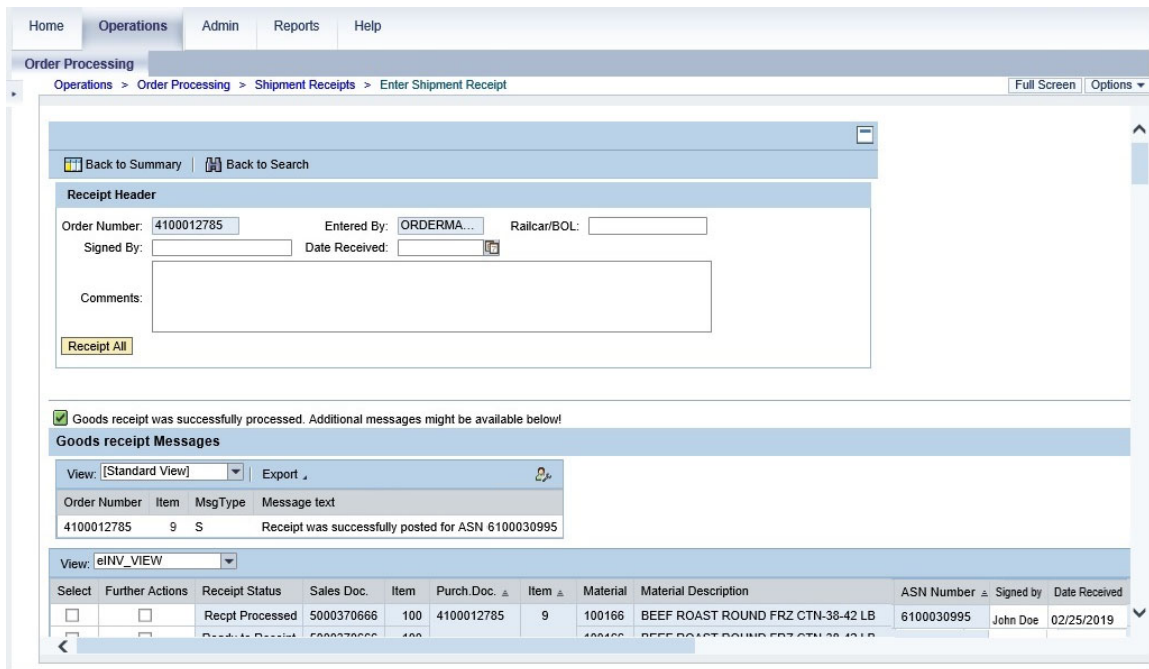 Home Operations Admin Reports Help
Order Processing
Operations > Order Processing > Shipment Receipts > Enter Shipment Receipt Full Screen Options
Back to Summary Back to Search
Receipt Header
Order Number: 4100012785 Entered By: ORDERMA... Railcar/BOL:
Signed By: Date Received:
Comments:
Receipt All
Goods receipt was successfully processed. Additional messages might be available below!
Goods receipt Messages
View: [Standard View] Export
Order Number Item MsgType Message text
4100012785 9 S Receipt was successfully posted for ASN 6100030995
View: eINV_VIEW
Select Further Actions Receipt Status Sales Doc. Item Purch.Doc. Item Material Material Description ASN Number Signed by Date Received
Recpt Processed 5000370666 100 4100012785 9 100166 BEEF ROAST ROUND FRZ CTN-38-42 LB 6100030995 John Doe 02/25/2019